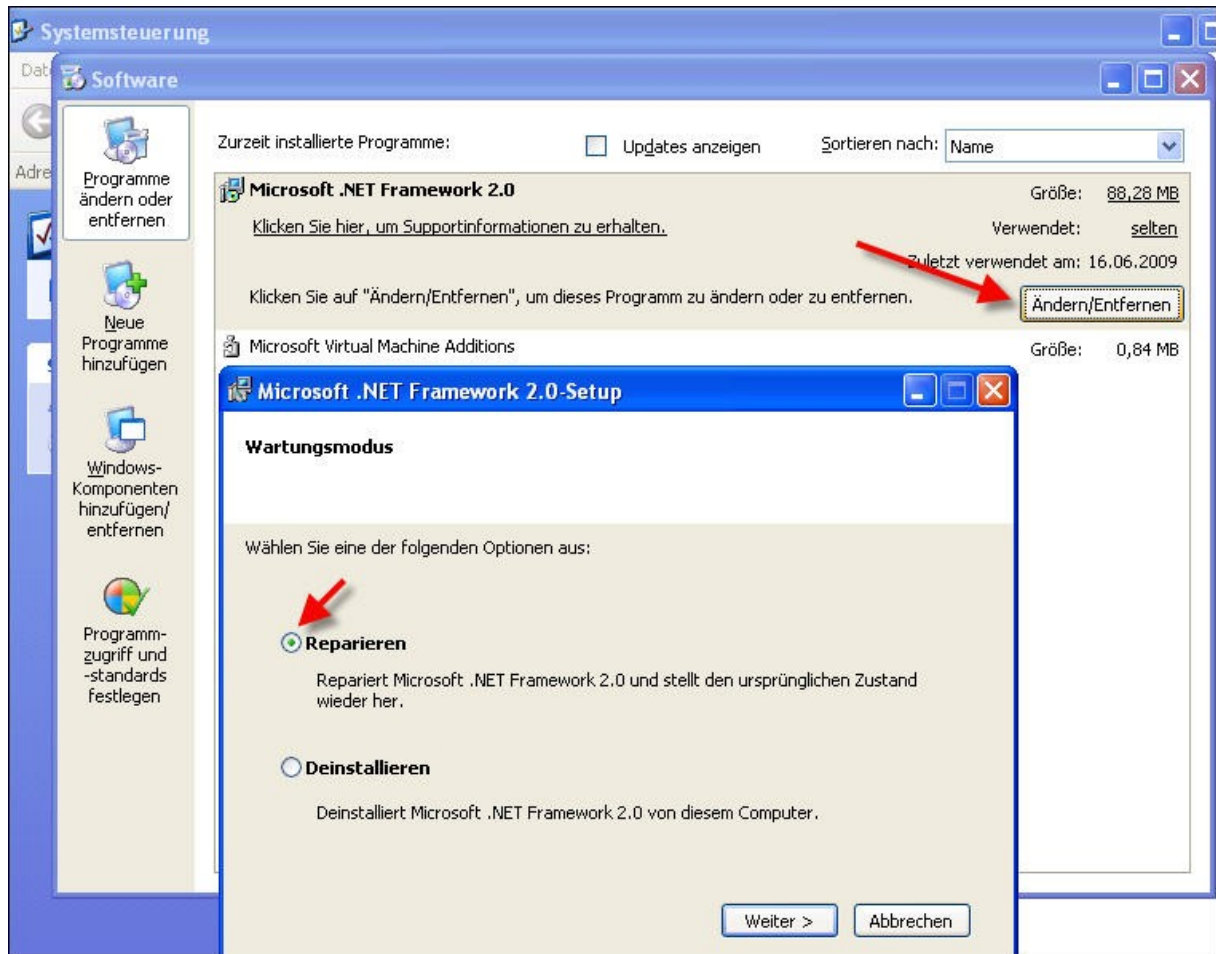 Systemsteuerung
Software
Zurzeit installierte Programme:
Updates anzeigen
Sortieren nach:
Name
Programme
ändern oder
entfernen
Neue
Programme
hinzufügen
Windows-
Komponenten
hinzufügen/
entfernen
Programm-
zugriff und
-standards
festlegen
Microsoft .NET Framework 2.0
Größe: 88,28 MB
Klicken Sie hier, um Supportinformationen zu erhalten.
Verwendet: selten
Zuletzt verwendet am: 16.06.2009
Klicken Sie auf "Ändern/Entfernen", um dieses Programm zu ändern oder zu entfernen.
Ändern/Entfernen
Microsoft Virtual Machine Additions
Größe: 0,84 MB
Microsoft .NET Framework 2.0-Setup
Wartungsmodus
Wählen Sie eine der folgenden Optionen aus:
Reparieren
Repariert Microsoft .NET Framework 2.0 und stellt den ursprünglichen Zustand
wieder her.
Deinstallieren
Deinstalliert Microsoft .NET Framework 2.0 von diesem Computer.
Weiter >
Abbrechen